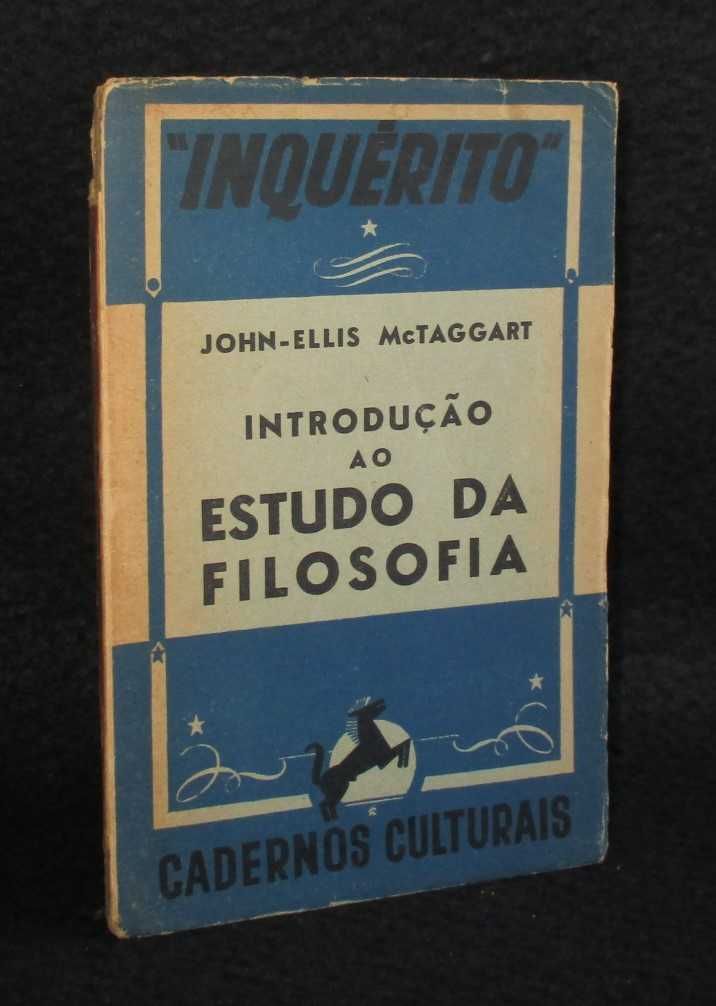 "INQUÉRITO"
JOHN-ELLIS McTAGGART
INTRODUÇÃO
AO
ESTUDO DA
FILOSOFIA
CADERNOS CULTURAIS